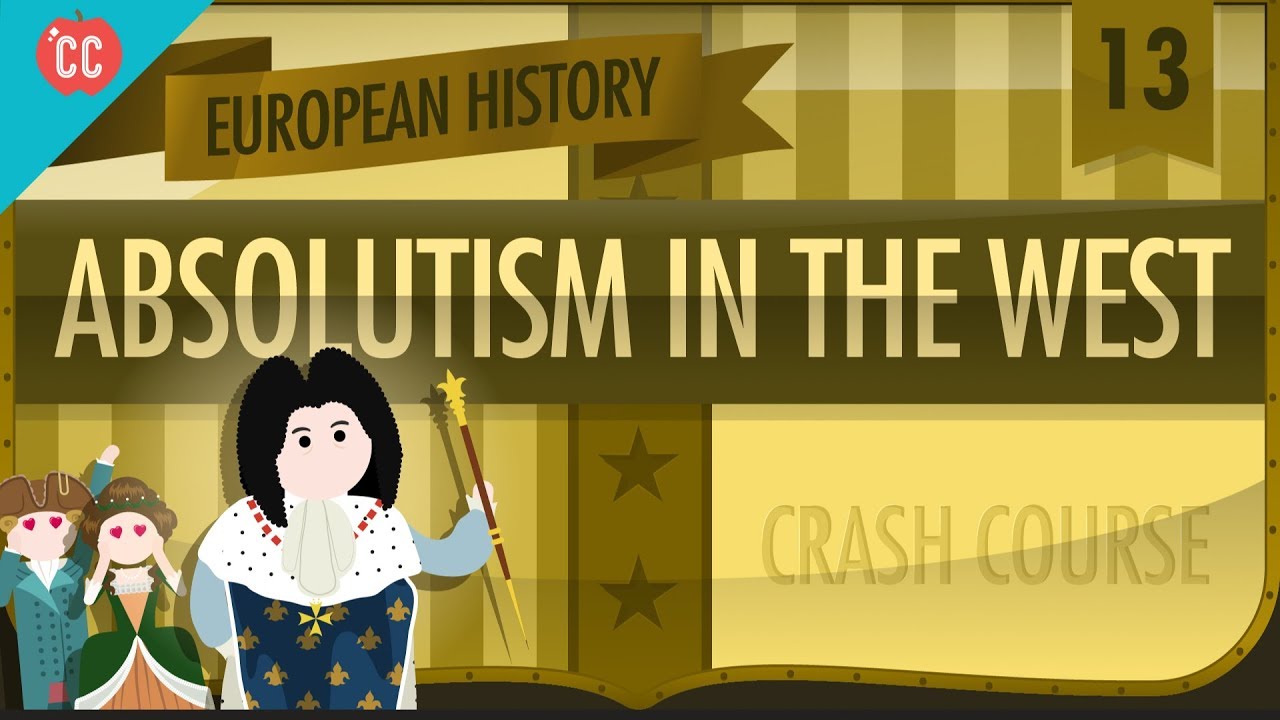 CC
EUROPEAN HISTORY
13
ABSOLUTISM IN THE WEST
CRASH COURSE